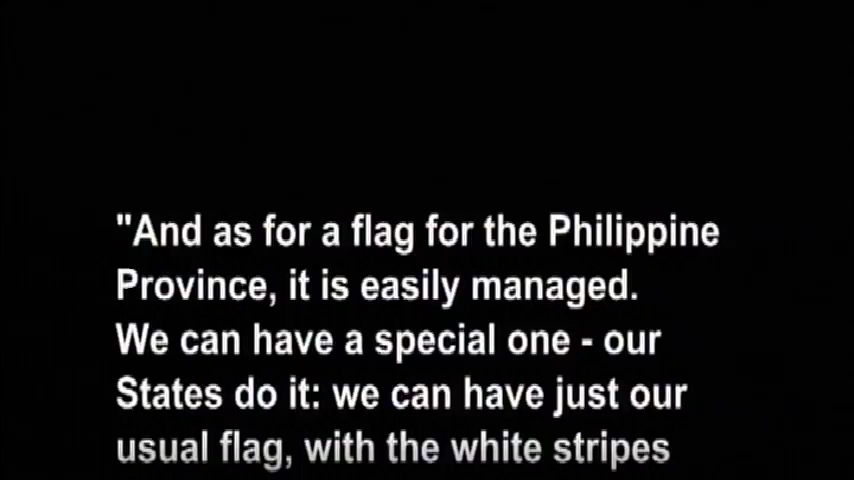 "And as for a flag for the Philippine
Province, it is easily managed.
We can have a special one - our
States do it: we can have just our
usual flag, with the white stripes